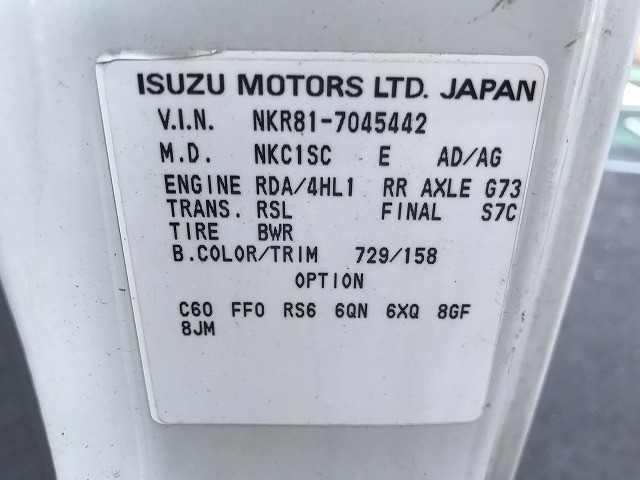 ISUZU MOTORS LTD. JAPAN
V.I.N. NKR81-7045442
M.D. NKC1SC E AD/AG
ENGINE RDA/4HL1 RR AXLE G73
TRANS. RSL FINAL S7C
TIRE BWR
B.COLOR/TRIM 729/158
OPTION
C60 FFO RS6 6QN 6XQ 8GF
8JM